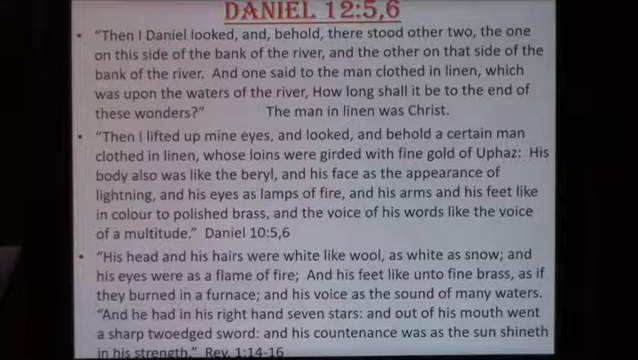 DANIEL 12:5,6
• "Then I Daniel looked, and, behold, there stood other two, the one
on this side of the bank of the river, and the other on that side of the
bank of the river. And one said to the man clothed in linen, which
was upon the waters of the river, How long shall it be to the end of
these wonders?" The man in linen was Christ.
• "Then I lifted up mine eyes, and looked, and behold a certain man
clothed in linen, whose loins were girded with fine gold of Uphaz: His
body also was like the beryl, and his face as the appearance of
lightning, and his eyes as lamps of fire, and his arms and his feet like
in colour to polished brass, and the voice of his words like the voice
of a multitude." Daniel 10:5,6
• "His head and his hairs were white like wool, as white as snow; and
his eyes were as a flame of fire; And his feet like unto fine brass, as if
they burned in a furnace; and his voice as the sound of many waters.
"And he had in his right hand seven stars: and out of his mouth went
a sharp twoedged sword: and his countenance was as the sun shineth
in his strength." Rev. 1:14-16